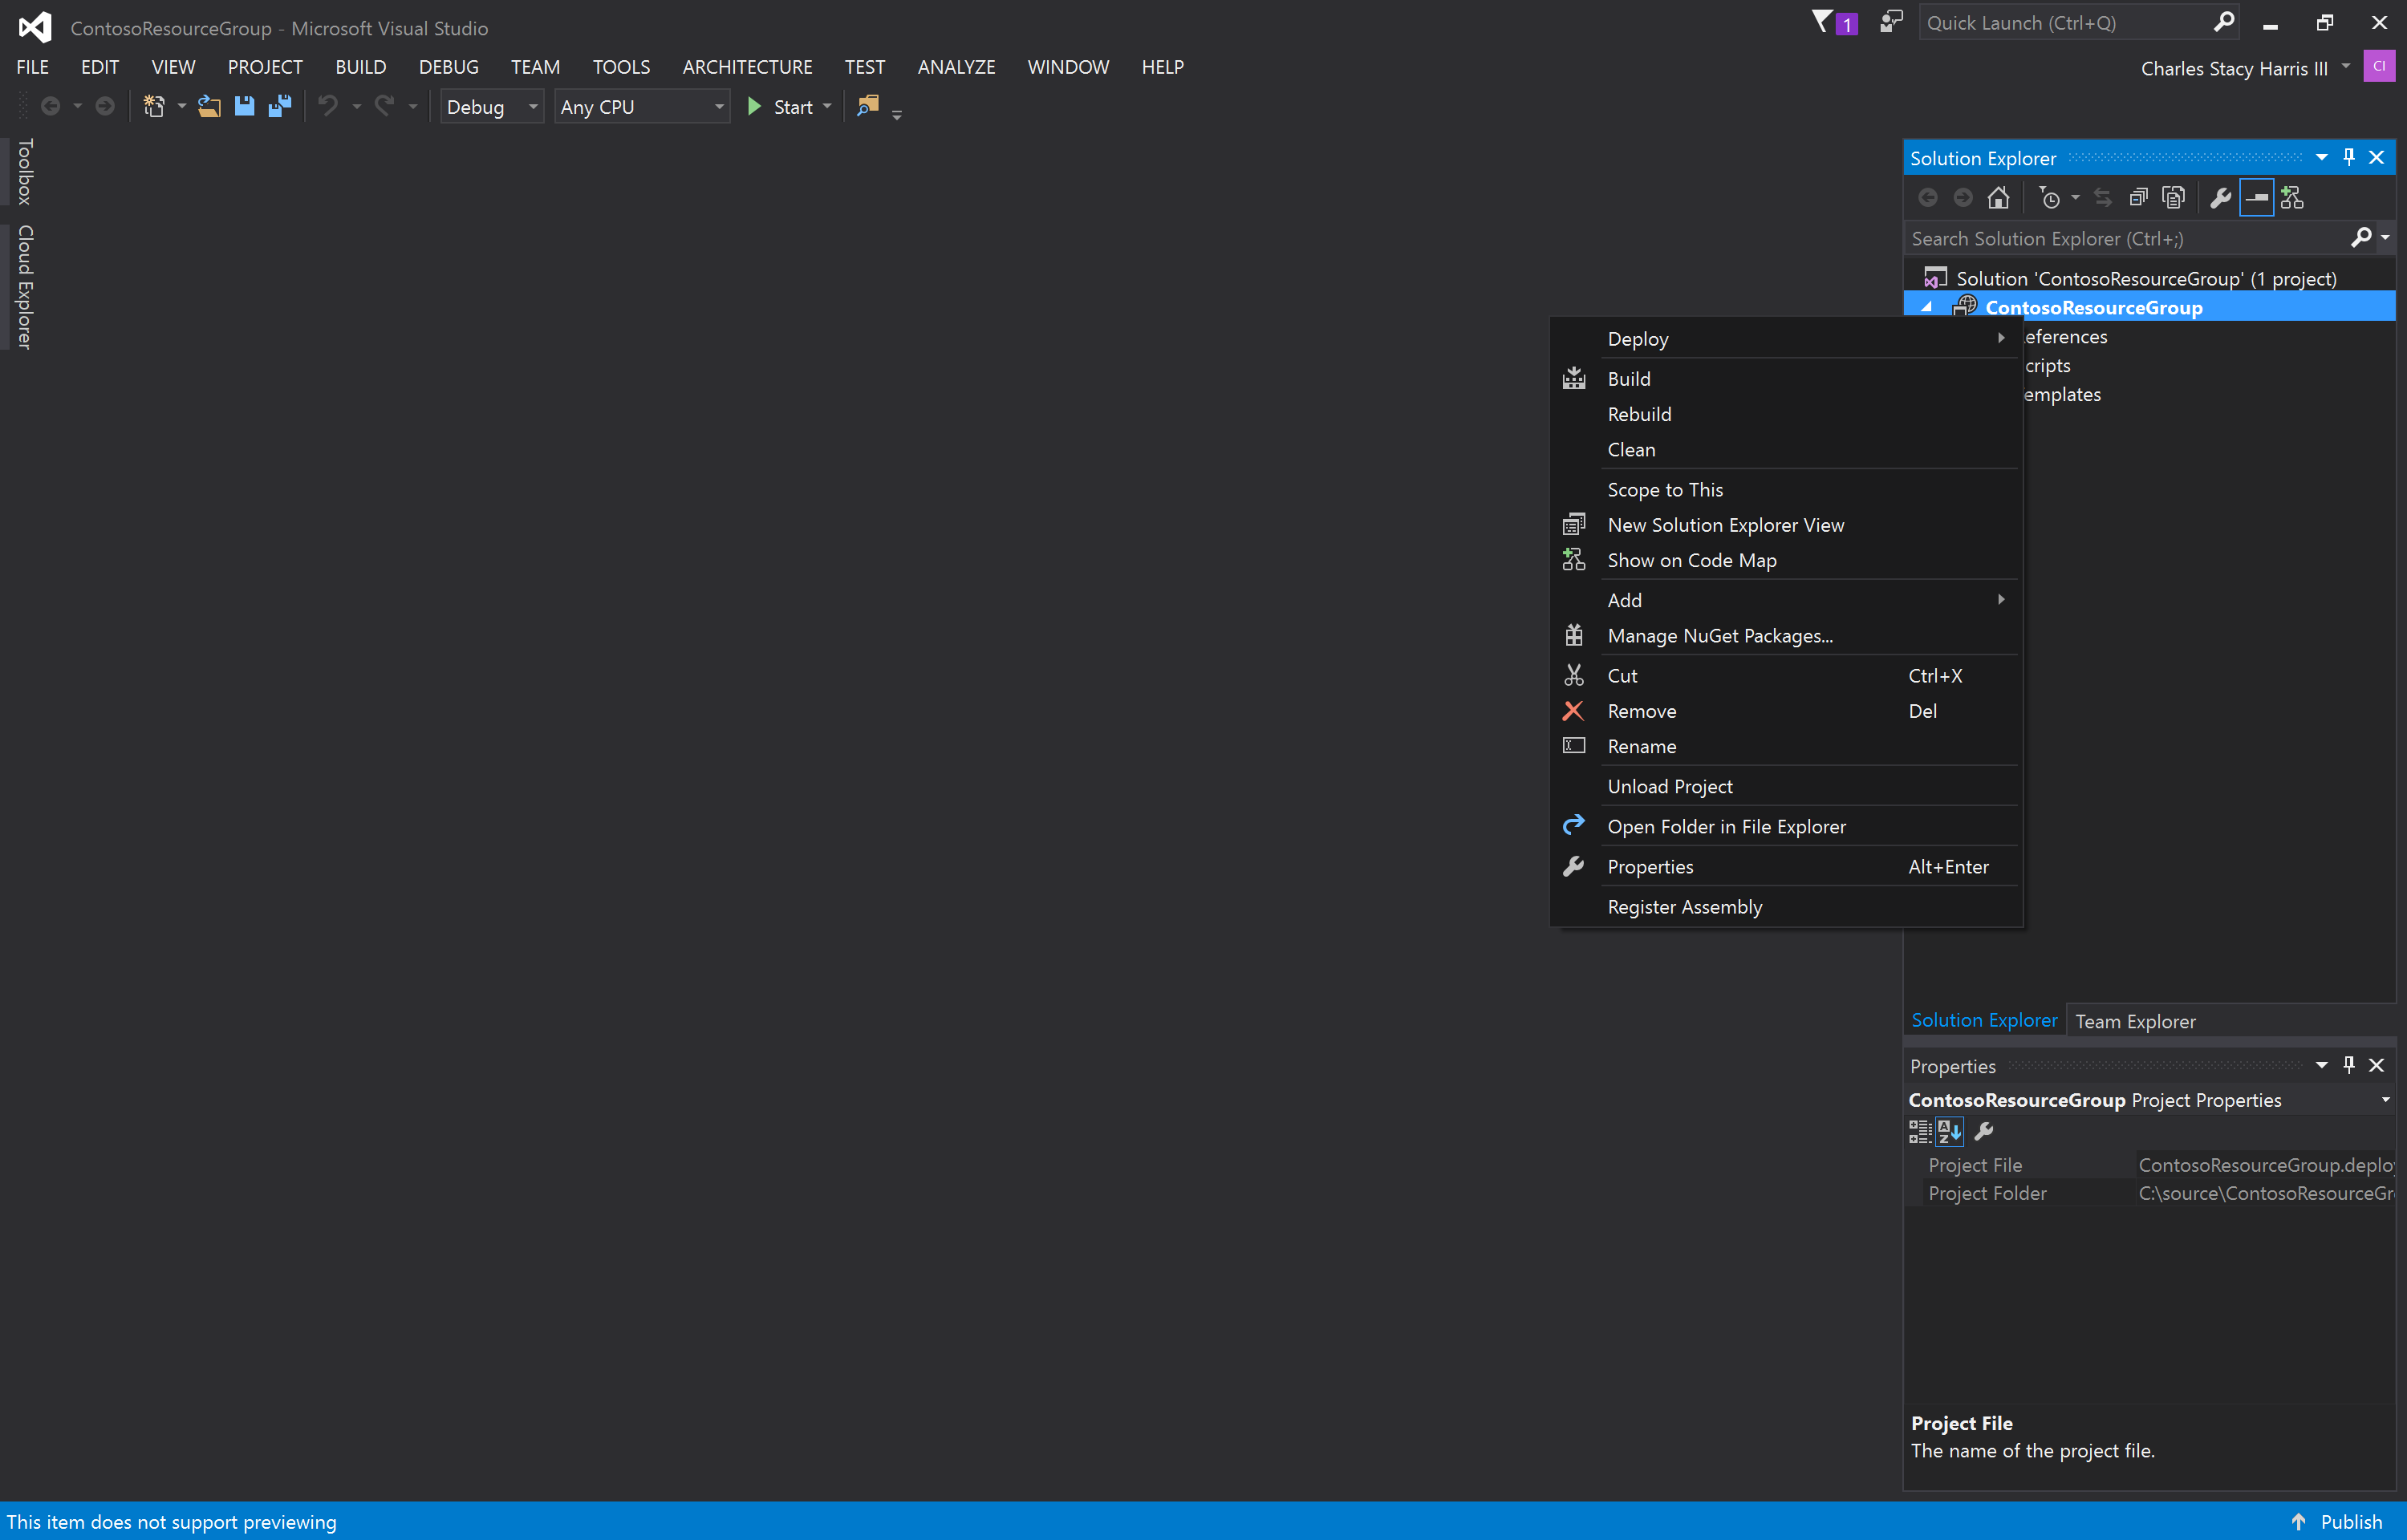 ContosoResourceGroup - Microsoft Visual Studio
1
Quick Launch (Ctrl+Q)
FILE EDIT VIEW PROJECT BUILD DEBUG TEAM TOOLS ARCHITECTURE TEST ANALYZE WINDOW HELP
Charles Stacy Harris III
CI
Debug
Any CPU
Start
Toolbox
Cloud Explorer
Solution Explorer
Search Solution Explorer (Ctrl+;)
Solution 'ContosoResourceGroup' (1 project)
ContosoResourceGroup
eferences
cripts
emplates
Deploy
Build
Rebuild
Clean
Scope to This
New Solution Explorer View
Show on Code Map
Add
Manage NuGet Packages...
Cut Ctrl+X
Remove Del
Rename
Unload Project
Open Folder in File Explorer
Properties Alt+Enter
Register Assembly
Solution Explorer Team Explorer
Properties
ContosoResourceGroup Project Properties
Project File ContosoResourceGroup.deplo
Project Folder C:\source\ContosoResourceGr
Project File
The name of the project file.
This item does not support previewing
Publish